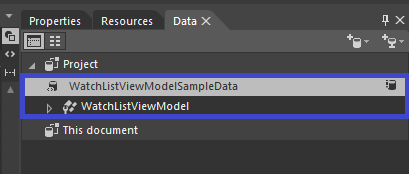 Properties Resources Data
Project
WatchListViewModelSampleData
WatchListViewModel
This document